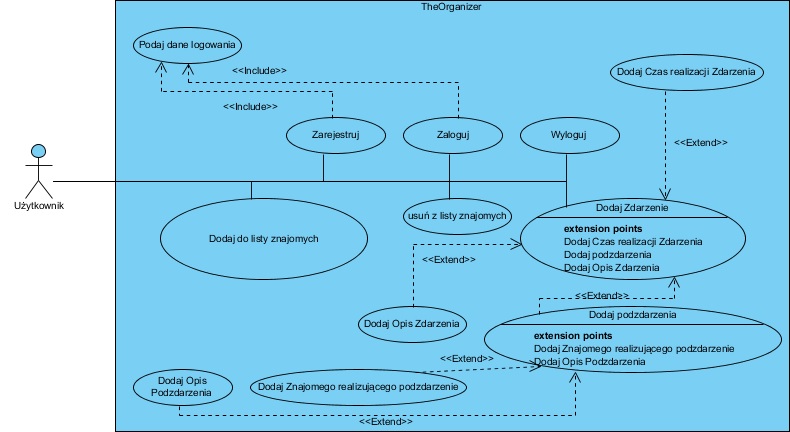 TheOrganizer
Podaj dane logowania
<<Include>>
Dodaj Czas realizacji Zdarzenia
<<Include>>
Zarejestruj
Zaloguj
Wyloguj
<<Extend>>
Użytkownik
Dodaj do listy znajomych
usuń z listy znajomych
Dodaj Zdarzenie
extension points
Dodaj Czas realizacji Zdarzenia
Dodaj podzdarzenia
Dodaj Opis Zdarzenia
<<Extend>>
<<Extend>>
Dodaj Opis Zdarzenia
Dodaj podzdarzenia
extension points
Dodaj Znajomego realizującego podzdarzenie
Dodaj Opis Podzdarzenia
<<Extend>>
Dodaj Opis
Podzdarzenia
Dodaj Znajomego realizującego podzdarzenie
<<Extend>>